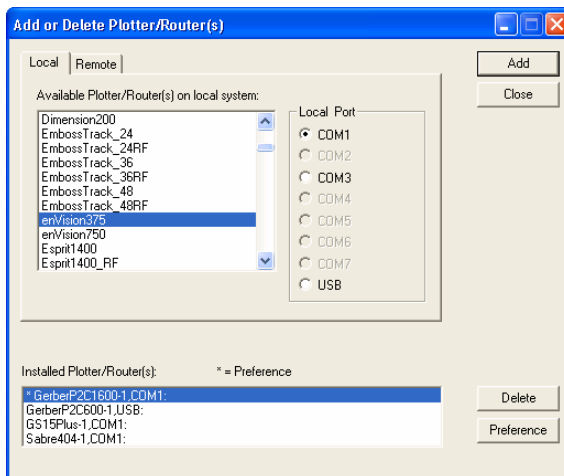 Add or Delete Plotter/Router(s)
Local
Remote
Add
Close
Available Plotter/Router(s) on local system:
Dimension200
EmbossTrack_24
EmbossTrack_24RF
EmbossTrack_36
EmbossTrack_36RF
EmbossTrack_48
EmbossTrack_48RF
enVision375
enVision750
Esprit1400
Esprit1400_RF
Local Port
COM1
COM2
COM3
COM4
COM5
COM6
COM7
USB
Installed Plotter/Router(s): * = Preference
* GerberP2C1600-1,COM1:
GerberP2C600-1,USB:
GS15Plus-1,COM1:
Sabre404-1,COM1:
Delete
Preference